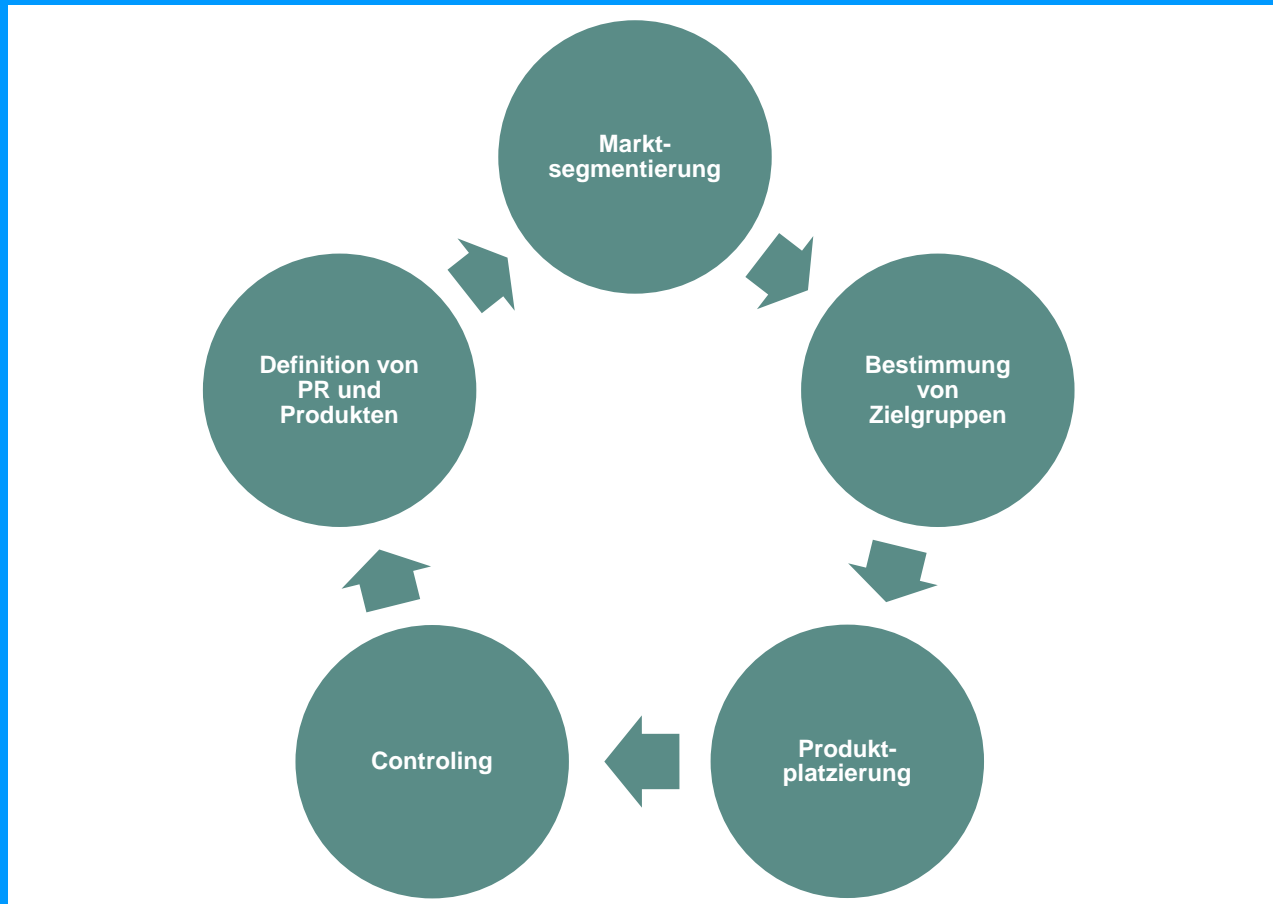 Markt-
segmentierung
Bestimmung
von
Zielgruppen
Produkt-
platzierung
Controling
Definition von
PR und
Produkten